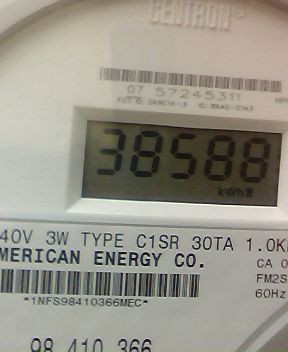 CENTRON®
07 57245311
38588
kWh
40V 3W TYPE C1SR 30TA 1.0K
MERICAN ENERGY CO.
CA 0
FM2S
60Hz
*1NFS98410366MEC*
98 410 366